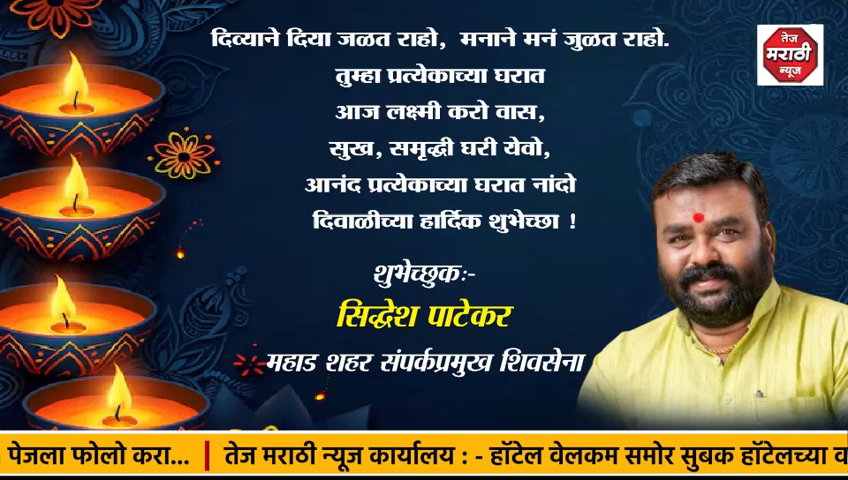 दिव्याने दिया जळत राहो, मनाने मनं जुळत राहो.
तुम्हा प्रत्येकाच्या घरात
आज लक्ष्मी करो वास,
सुख, समृद्धी घरी येवो,
आनंद प्रत्येकाच्या घरात नांदो
दिवाळीच्या हार्दिक शुभेच्छा !
शुभेच्छुकः-
सिद्धेश पाटेकर
महाड शहर संपर्कप्रमुख शिवसेना
तेज
मराठी
न्यूज
पेजला फोलो करा... | तेज मराठी न्यूज कार्यालय : - हॉटेल वेलकम समोर सुबक हॉटेलच्या व